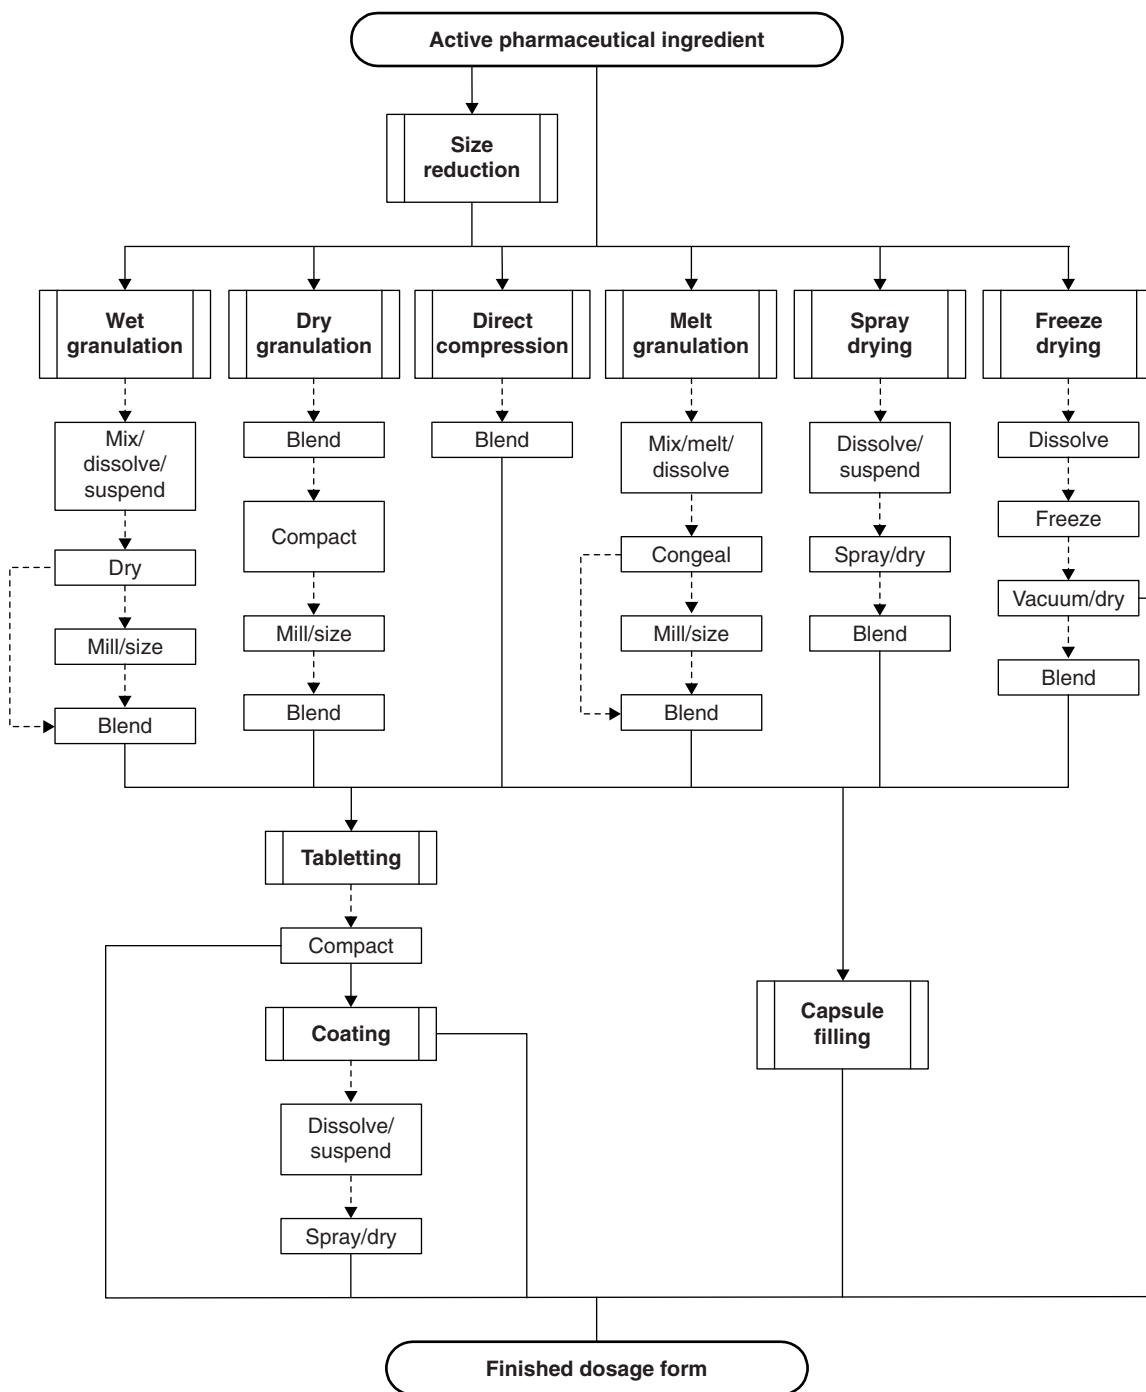 Active pharmaceutical ingredient
Size
reduction
Wet
granulation
Dry
granulation
Direct
compression
Melt
granulation
Spray
drying
Freeze
drying
Mix/
dissolve/
suspend
Dry
Mill/size
Blend
Blend
Compact
Mill/size
Blend
Blend
Mix/melt/
dissolve
Congeal
Mill/size
Blend
Dissolve/
suspend
Spray/dry
Blend
Dissolve
Freeze
Vacuum/dry
Blend
Tabletting
Compact
Coating
Dissolve/
suspend
Spray/dry
Capsule
filling
Finished dosage form